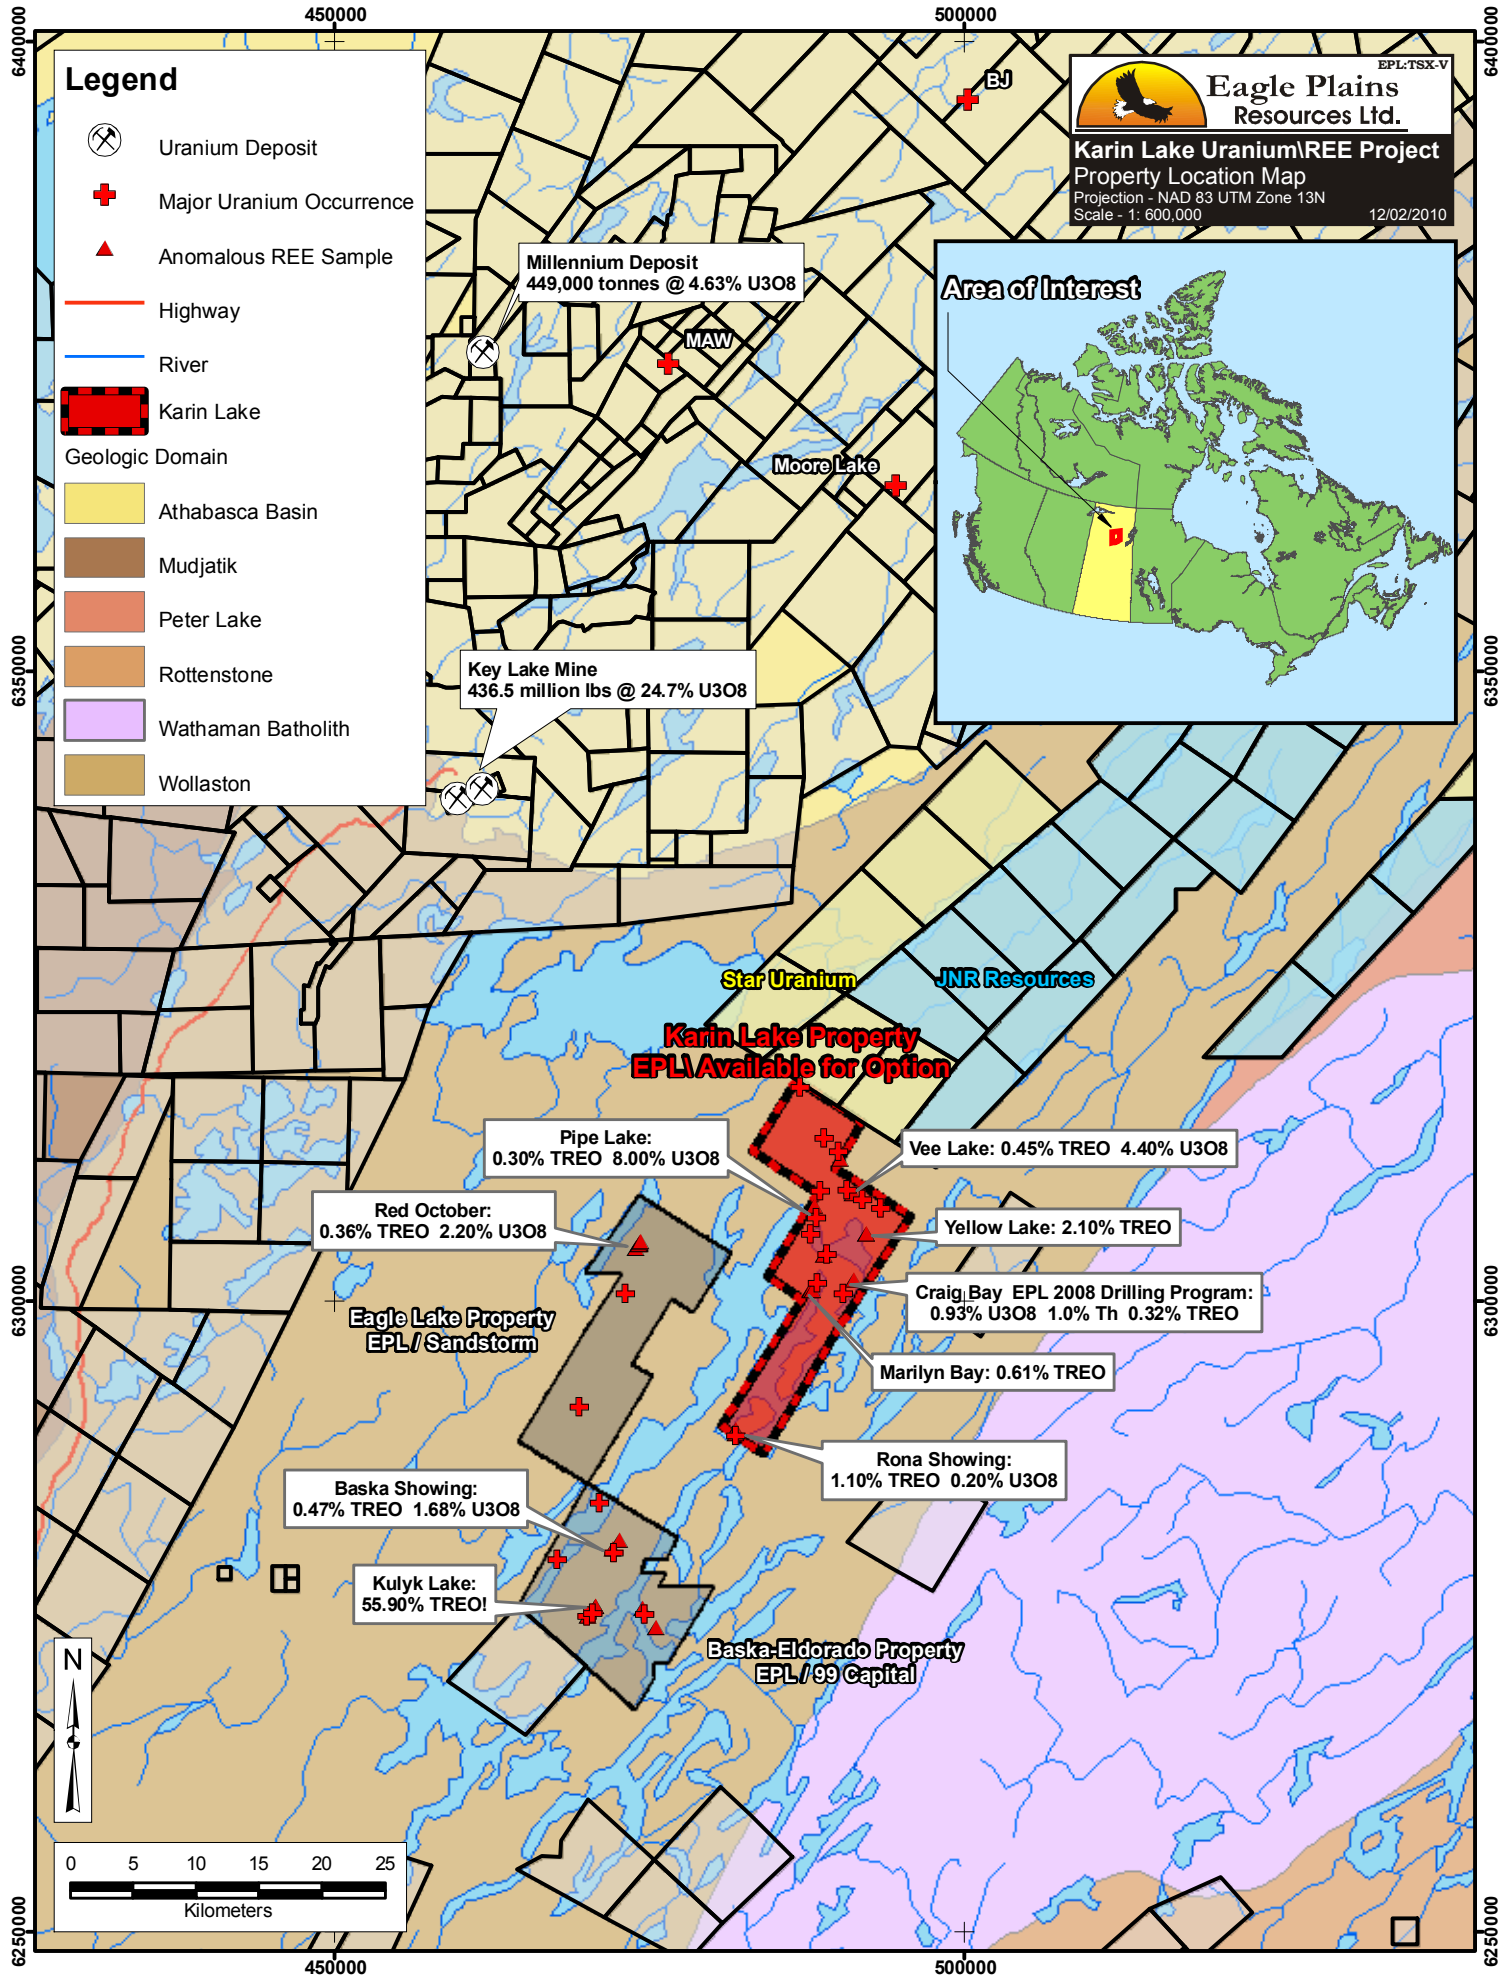 450000
500000
6400000
6400000
Legend
Uranium Deposit
Major Uranium Occurrence
Anomalous REE Sample
Highway
River
Karin Lake
Geologic Domain
Athabasca Basin
Mudjatik
Peter Lake
Rottenstone
Wathaman Batholith
Wollaston
EPL:TSX-V
Eagle Plains
Resources Ltd.
Karin Lake Uranium\REE Project
Property Location Map
Projection - NAD 83 UTM Zone 13N
Scale - 1: 600,000
12/02/2010
Area of Interest
BJ
Millennium Deposit
449,000 tonnes @ 4.63% U3O8
MAW
Moore Lake
6350000
6350000
Key Lake Mine
436.5 million lbs @ 24.7% U3O8
Star Uranium
JNR Resources
Karin Lake Property
EPL\ Available for Option
Pipe Lake:
0.30% TREO  8.00% U3O8
Vee Lake: 0.45% TREO  4.40% U3O8
Red October:
0.36% TREO  2.20% U3O8
Yellow Lake: 2.10% TREO
6300000
6300000
Craig Bay  EPL 2008 Drilling Program:
0.93% U3O8  1.0% Th  0.32% TREO
Eagle Lake Property
EPL / Sandstorm
Marilyn Bay: 0.61% TREO
Rona Showing:
1.10% TREO  0.20% U3O8
Baska Showing:
0.47% TREO  1.68% U3O8
Kulyk Lake:
55.90% TREO!
Baska-Eldorado Property
EPL / 99 Capital
N
0 5 10 15 20 25
Kilometers
6250000
6250000
450000
500000